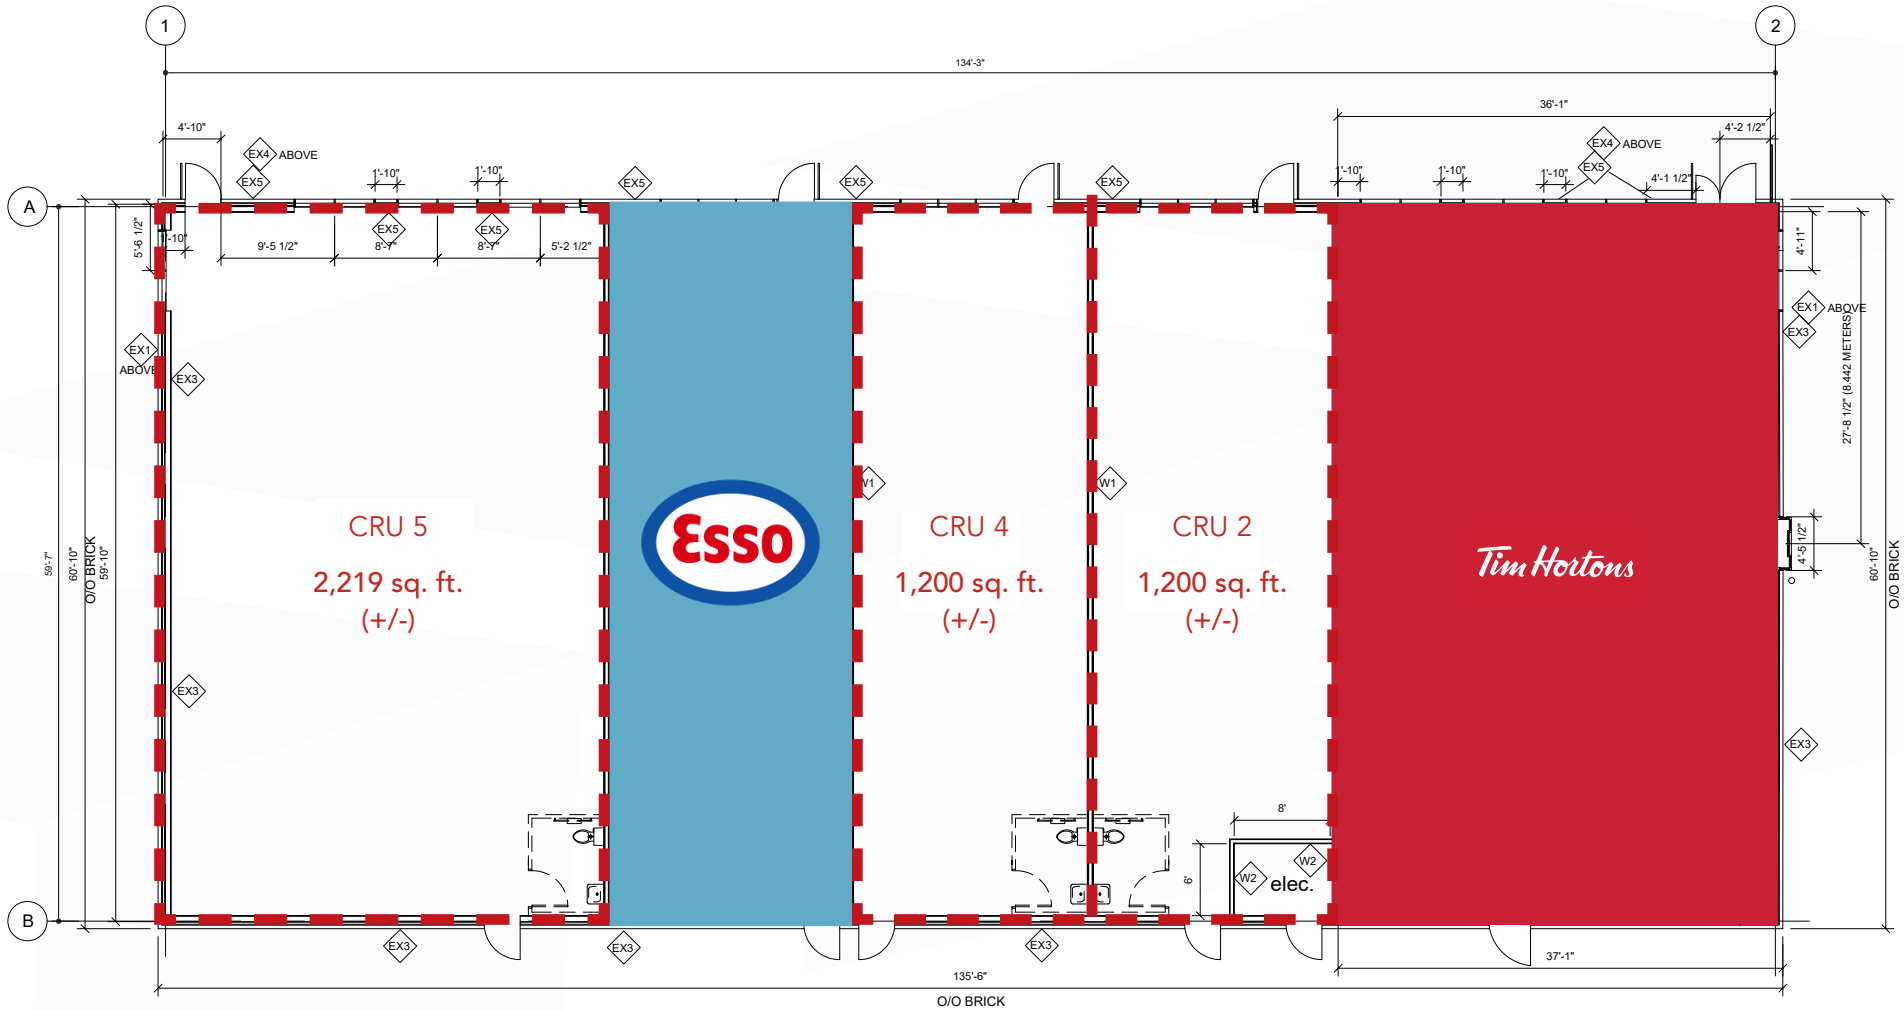 1
2
134'-3"
36'-1"
4'-10"
4'-2 1/2"
EX4 ABOVE
EX4 ABOVE
EX5
1'-10"
1'-10"
EX5
EX5
EX5
1'-10"
1'-10"
1'-10"
EX5
4'-1 1/2"
A
5'-6 1/2"
1'-10"
9'-5 1/2"
EX5
8'-7"
EX5
8'-7"
5'-2 1/2"
4'-11"
EX1 ABOVE
EX3
27'-8 1/2" (8.442 METERS)
EX1
ABOVE
EX3
W1
W1
CRU 5
2,219 sq. ft.
(+/-)
Esso
CRU 4
1,200 sq. ft.
(+/-)
CRU 2
1,200 sq. ft.
(+/-)
Tim Hortons
4'-5 1/2"
59'-7"
60'-10"
O/O BRICK
59'-10"
60'-10"
O/O BRICK
EX3
EX3
8'
6'
W2
W2
elec.
B
EX3
EX3
EX3
37'-1"
135'-6"
O/O BRICK